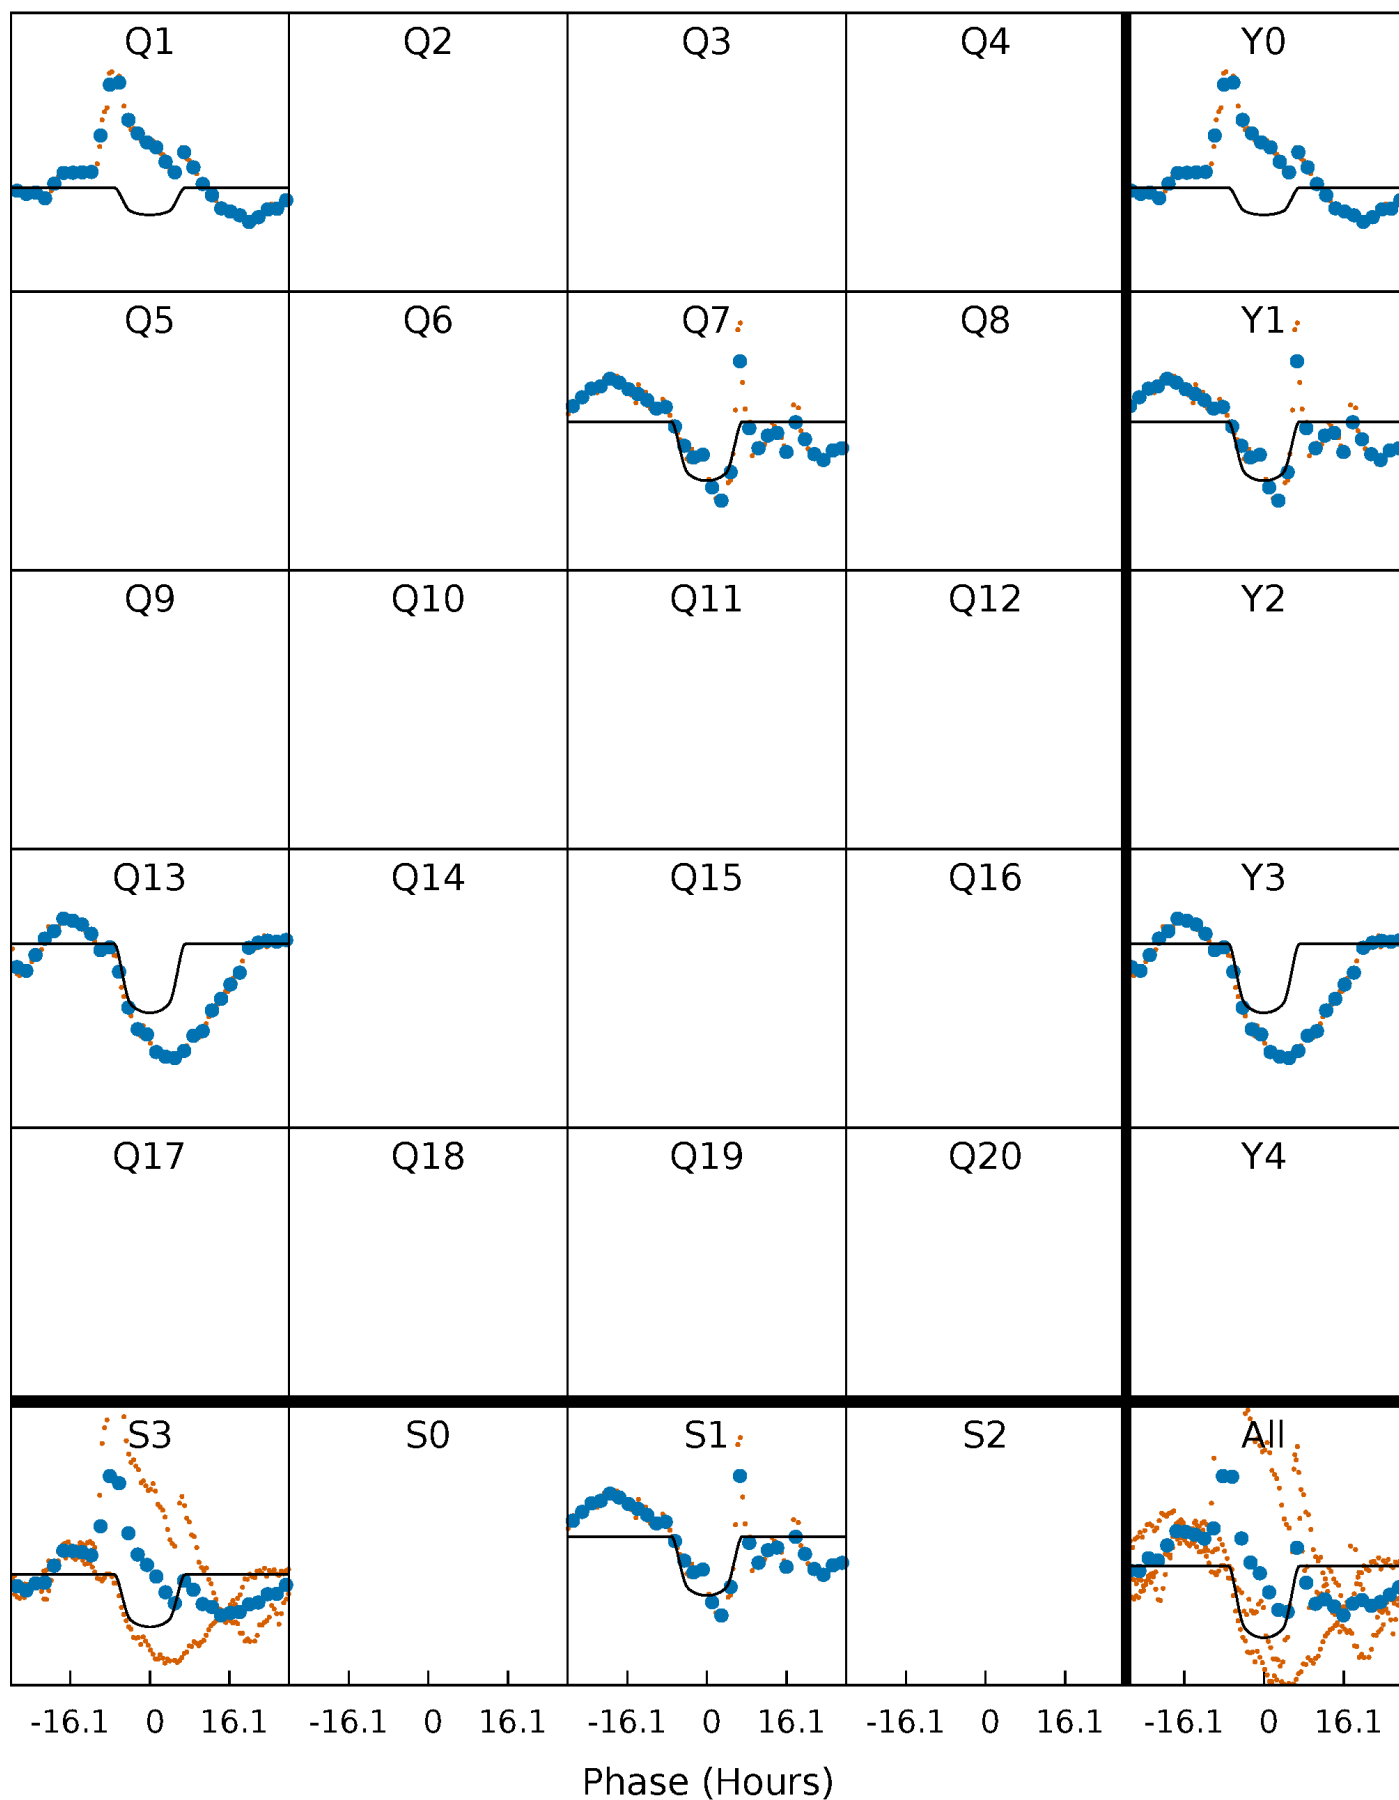 Q1 Q2 Q3 Q4 Y0
Q5 Q6 Q7 Q8 Y1
Q9 Q10 Q11 Q12 Y2
Q13 Q14 Q15 Q16 Y3
Q17 Q18 Q19 Q20 Y4
S3 S0 S1 S2 All
-16.1 0 16.1 -16.1 0 16.1 -16.1 0 16.1 -16.1 0 16.1 -16.1 0 16.1
Phase (Hours)